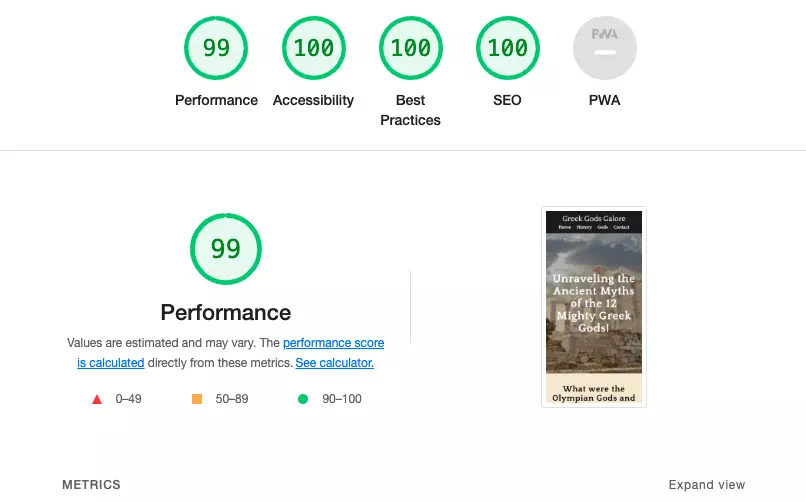 99
100
100
100
PWA
Performance
Accessibility
Best
Practices
SEO
PWA
99
Performance
Values are estimated and may vary. The performance score
is calculated directly from these metrics. See calculator.
0–49
50–89
90–100
Greek Gods Galore
Home History Gods Contact
Unraveling the
Ancient Myths
of the 12
Mighty Greek
Gods!
What were the
Olympian Gods and
METRICS
Expand view